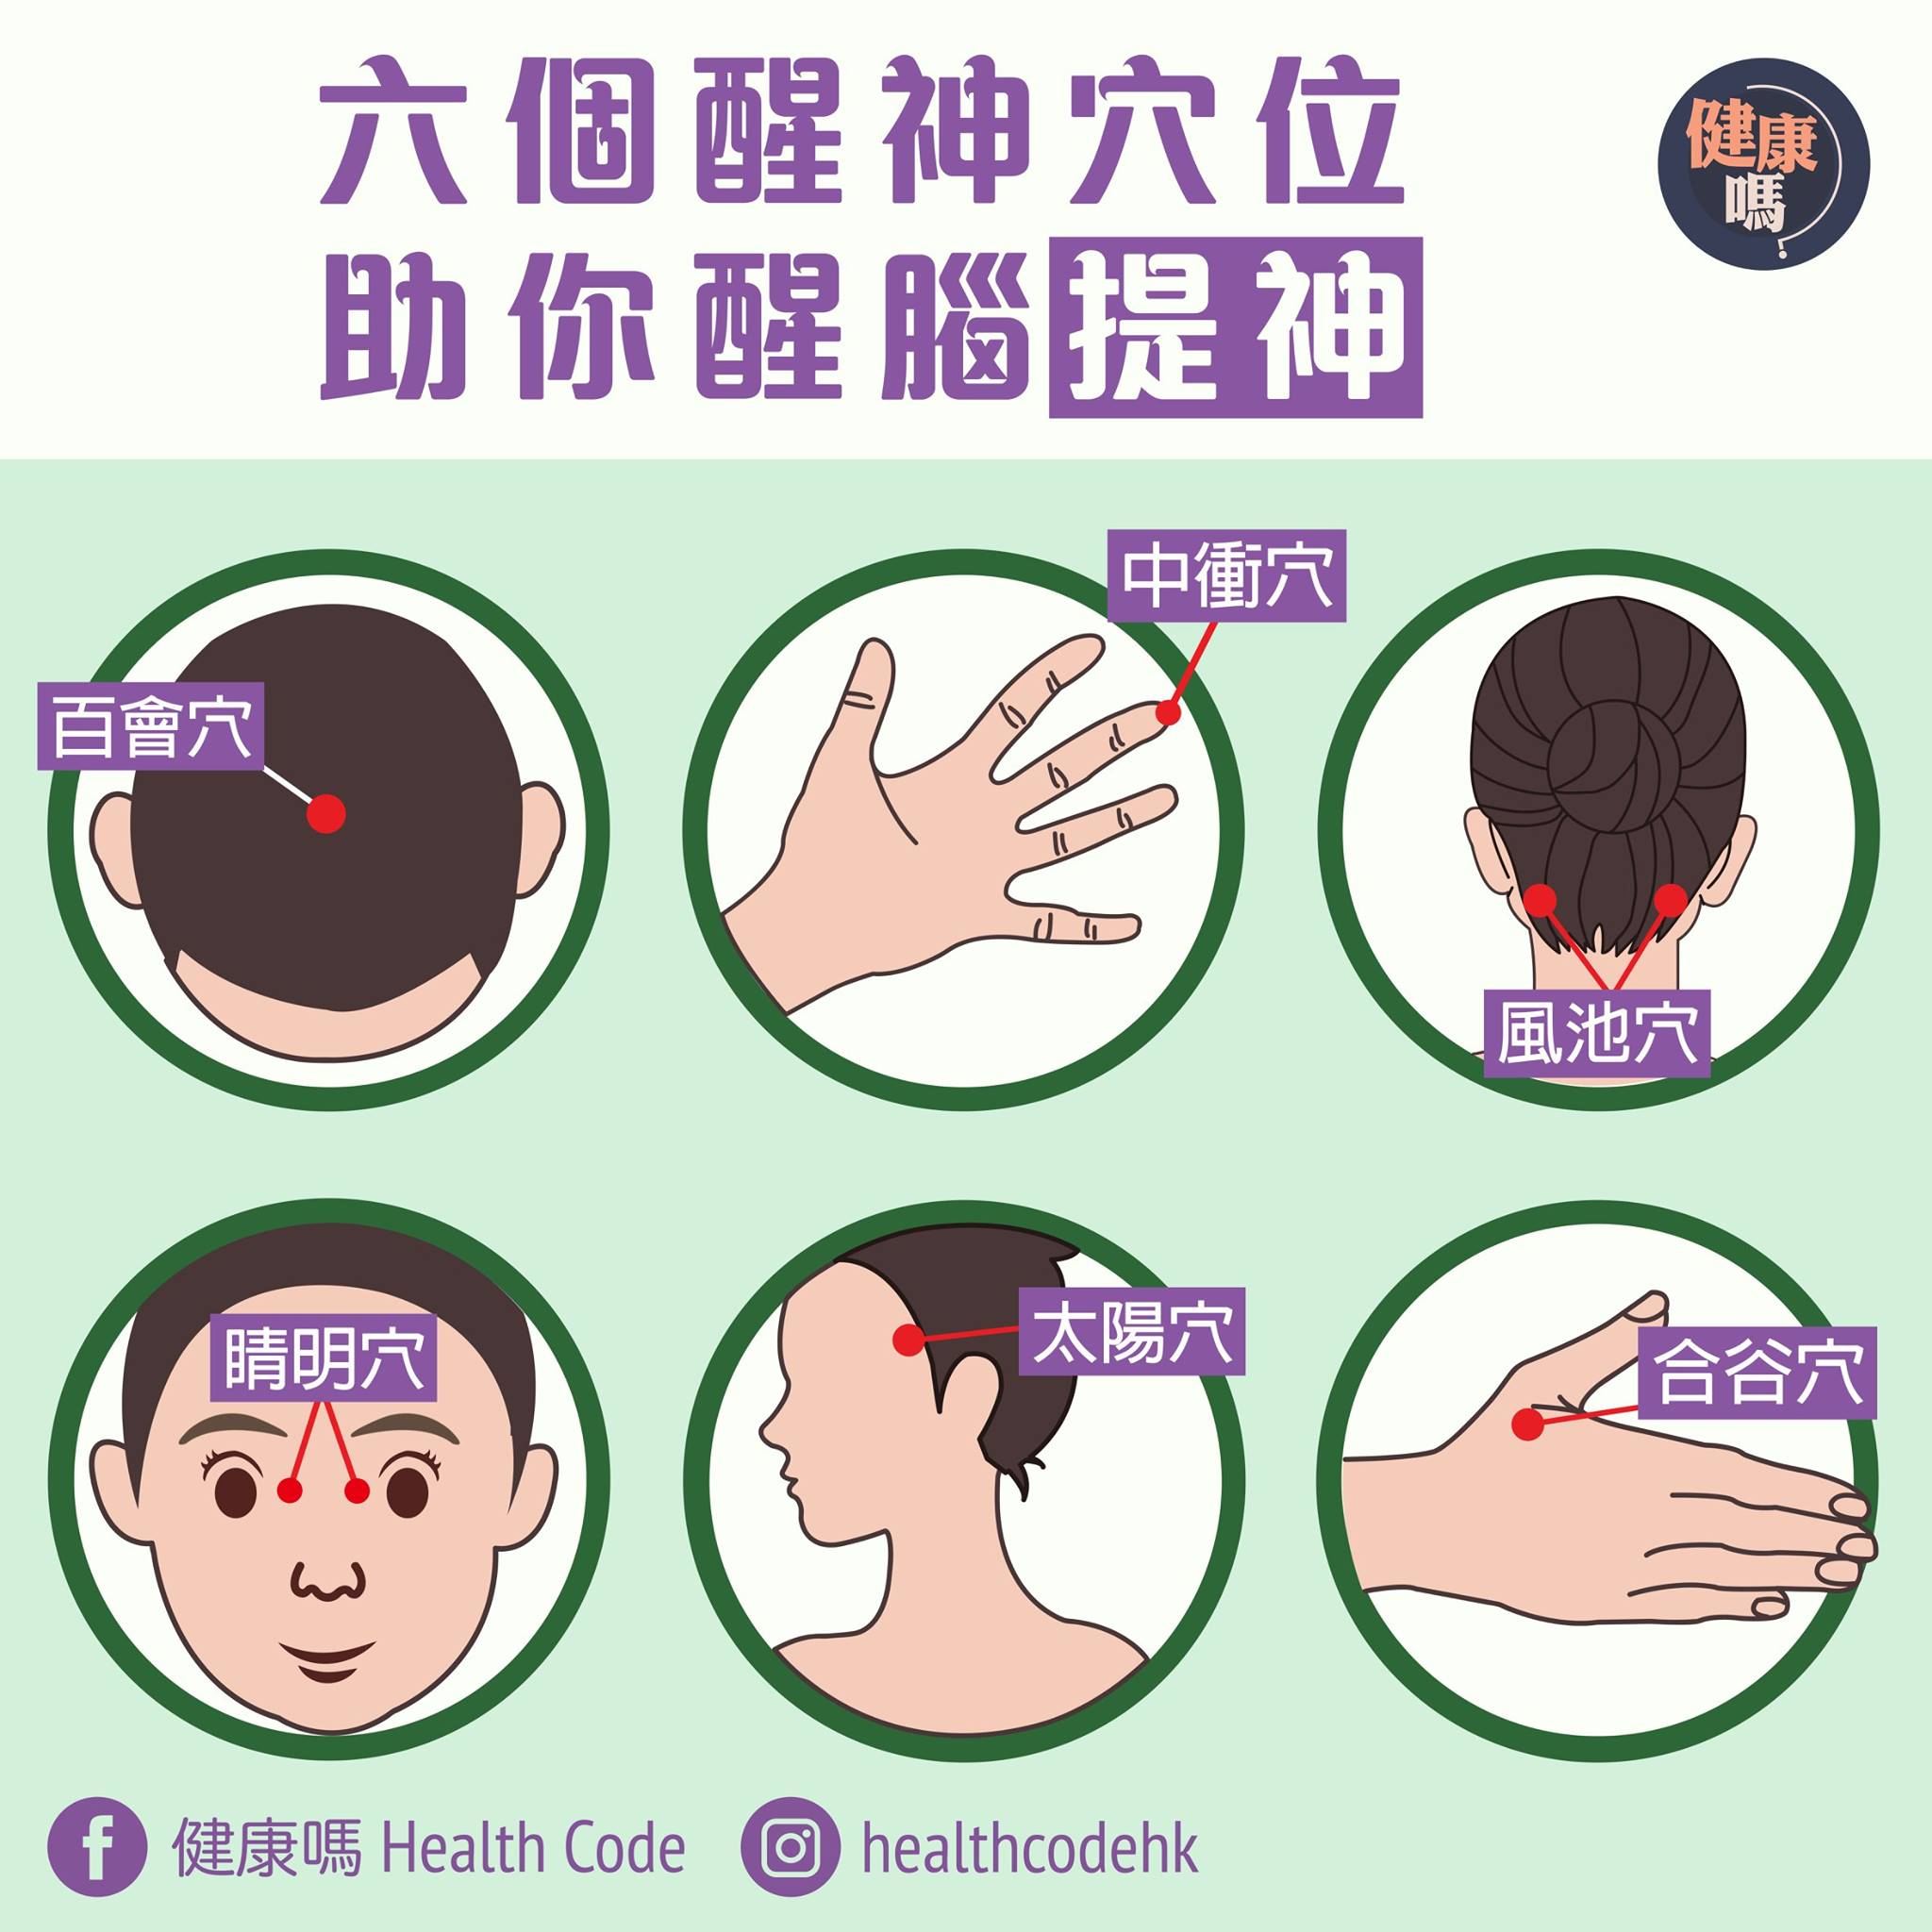 六個醒神穴位
助你醒腦提神
健康
嗎
中衝穴
百會穴
風池穴
睛明穴
太陽穴
合谷穴
健康嗎 Health Code
healthcodehk